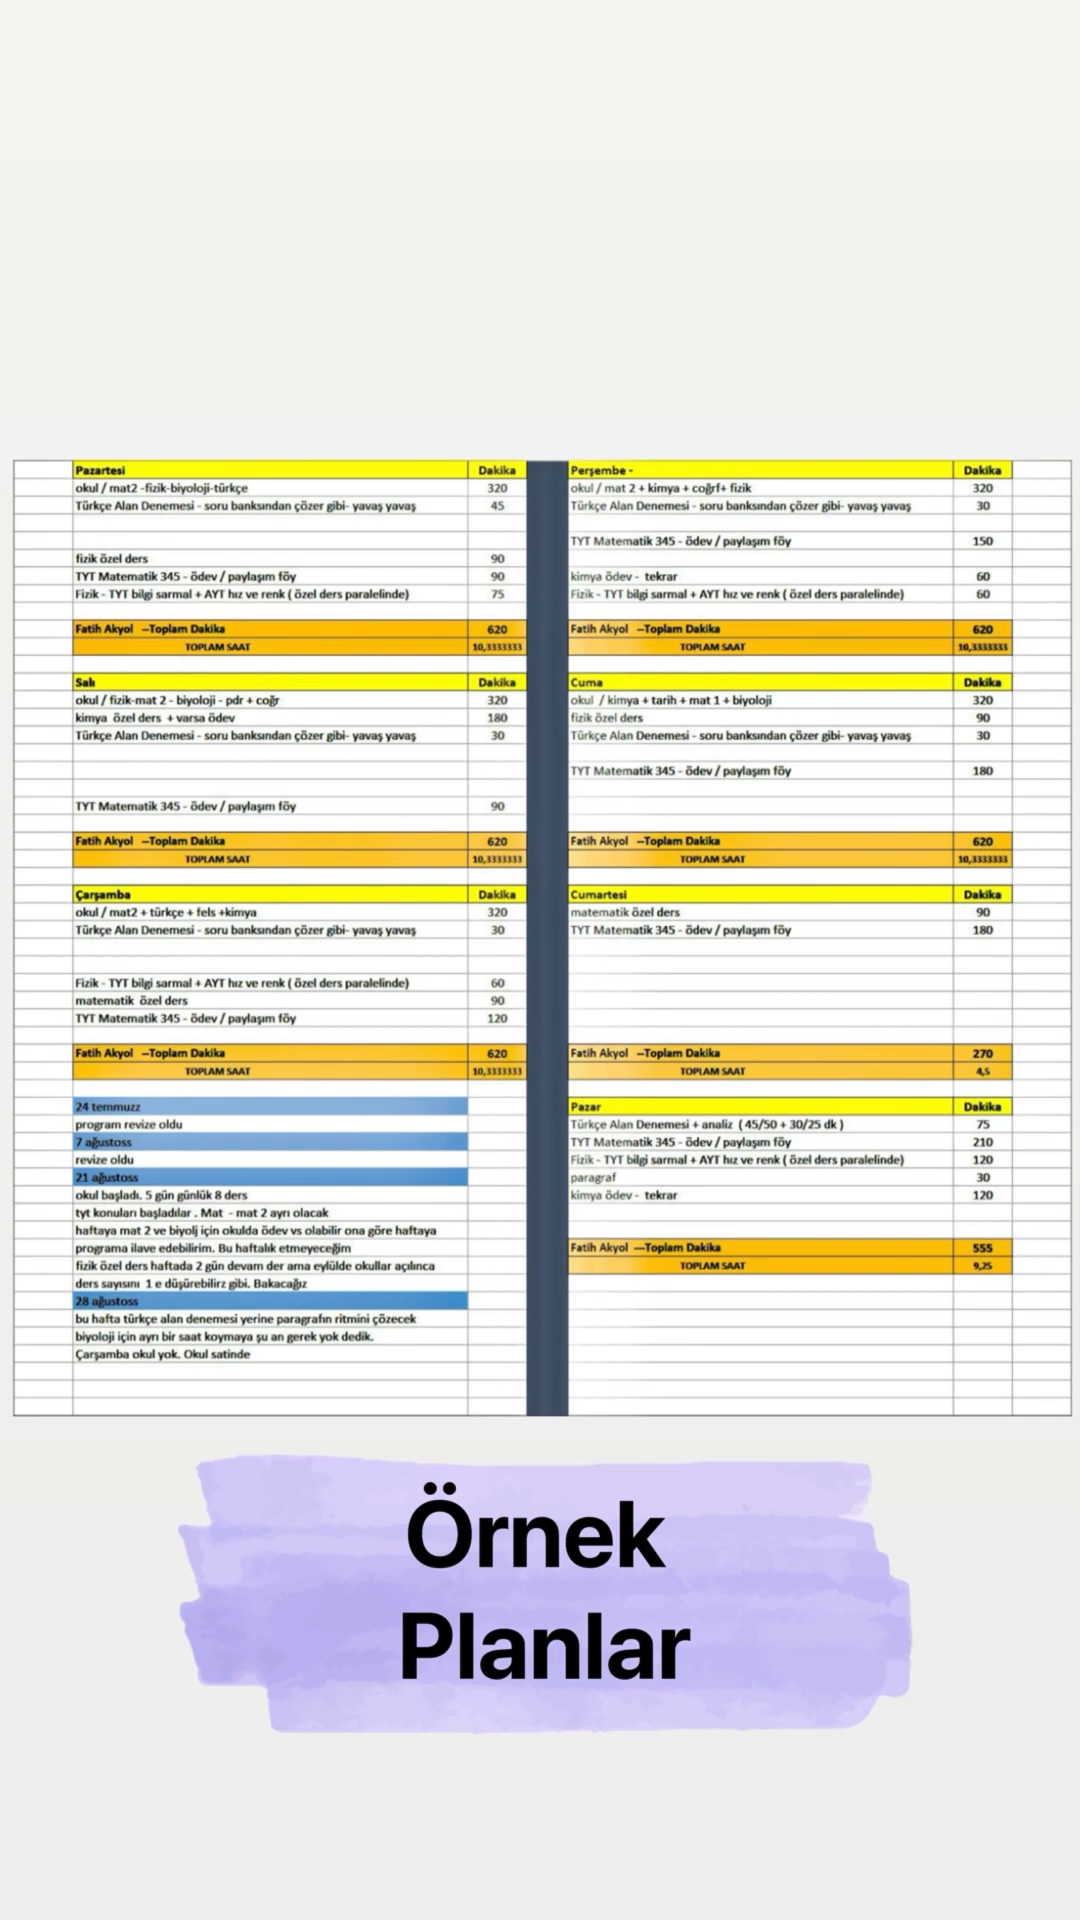 Pazartesi Dakika
okul / mat2 -fizik-biyoloji-türkçe 320
Türkçe Alan Denemesi - soru banksından çözer gibi- yavaş yavaş 45
fizik özel ders 90
TYT Matematik 345 - ödev / paylaşım föy 90
Fizik - TYT bilgi sarmal + AYT hız ve renk ( özel ders paralelinde) 75
Fatih Akyol —Toplam Dakika 620
TOPLAM SAAT 10,3333333
Salı Dakika
okul / fizik-mat 2 - biyoloji - pdr + coğr 320
kimya özel ders + varsa ödev 180
Türkçe Alan Denemesi - soru banksından çözer gibi- yavaş yavaş 30
TYT Matematik 345 - ödev / paylaşım föy 90
Fatih Akyol —Toplam Dakika 620
TOPLAM SAAT 10,3333333
Çarşamba Dakika
okul / mat2 + türkçe + fels +kimya 320
Türkçe Alan Denemesi - soru banksından çözer gibi- yavaş yavaş 30
Fizik - TYT bilgi sarmal + AYT hız ve renk ( özel ders paralelinde) 60
matematik özel ders 90
TYT Matematik 345 - ödev / paylaşım föy 120
Fatih Akyol —Toplam Dakika 620
TOPLAM SAAT 10,3333333
24 temmuzz
program revize oldu
7 ağustoss
revize oldu
21 ağustoss
okul başladı. 5 gün günlük 8 ders
tyt konuları başladılar . Mat - mat 2 ayrı olacak
haftaya mat 2 ve biyolj için okulda ödev vs olabilir ona göre haftaya
programa ilave edebilirim. Bu haftalık etmeyeceğim
fizik özel ders haftada 2 gün devam der ama eylülde okullar açılınca
ders sayısını 1 e düşürebilirz gibi. Bakacağız
28 ağustoss
bu hafta türkçe alan denemesi yerine paragrafın ritmini çözecek
biyoloji için ayrı bir saat koymaya şu an gerek yok dedik.
Çarşamba okul yok. Okul satinde
Perşembe - Dakika
okul / mat 2 + kimya + coğrf+ fizik 320
Türkçe Alan Denemesi - soru banksından çözer gibi- yavaş yavaş 30
TYT Matematik 345 - ödev / paylaşım föy 150
kimya ödev - tekrar 60
Fizik - TYT bilgi sarmal + AYT hız ve renk ( özel ders paralelinde) 60
Fatih Akyol —Toplam Dakika 620
TOPLAM SAAT 10,3333333
Cuma Dakika
okul / kimya + tarih + mat 1 + biyoloji 320
fizik özel ders 90
Türkçe Alan Denemesi - soru banksından çözer gibi- yavaş yavaş 30
TYT Matematik 345 - ödev / paylaşım föy 180
Fatih Akyol —Toplam Dakika 620
TOPLAM SAAT 10,3333333
Cumartesi Dakika
matematik özel ders 90
TYT Matematik 345 - ödev / paylaşım föy 180
Fatih Akyol —Toplam Dakika 270
TOPLAM SAAT 4,5
Pazar Dakika
Türkçe Alan Denemesi + analiz ( 45/50 + 30/25 dk ) 75
TYT Matematik 345 - ödev / paylaşım föy 210
Fizik - TYT bilgi sarmal + AYT hız ve renk ( özel ders paralelinde) 120
paragraf 30
kimya ödev - tekrar 120
Fatih Akyol —Toplam Dakika 555
TOPLAM SAAT 9,25
Örnek
Planlar